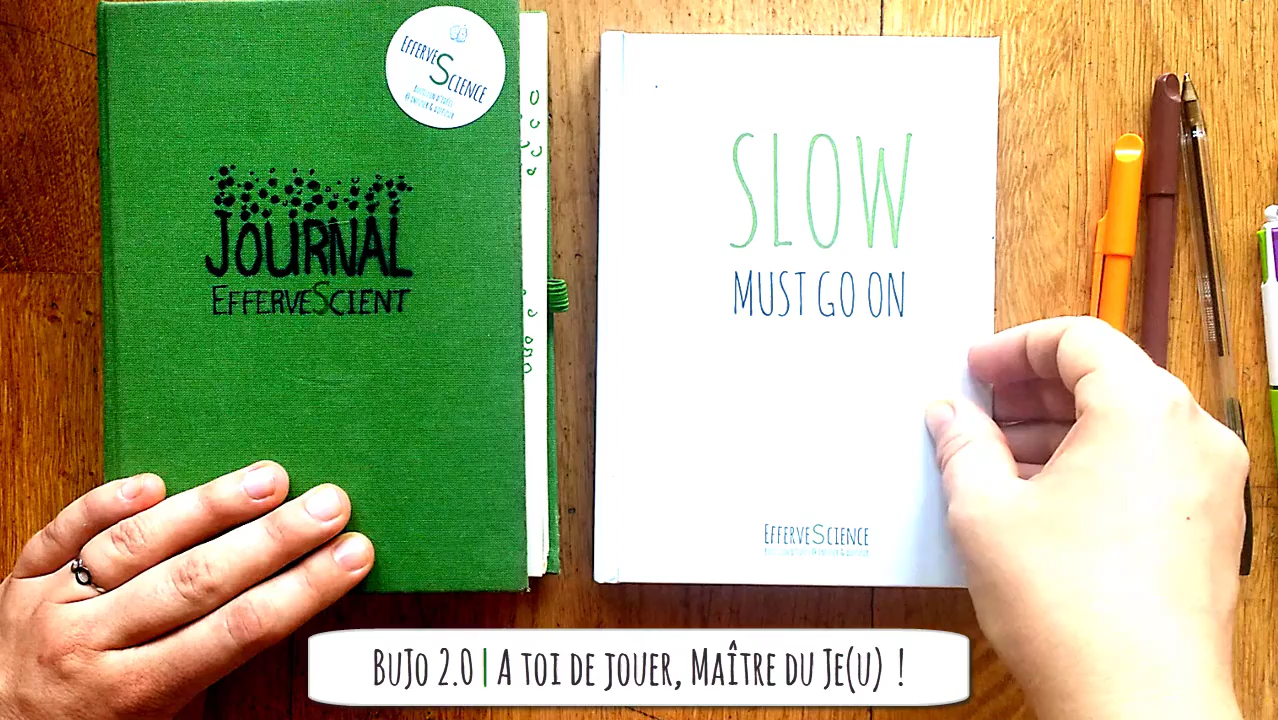 EfferveScience
JOURNAL
EfferveScient
SLOW
MUST GO ON
EfferveScience
BuJo 2.0 | A toi de jouer, Maître du Je(u) !